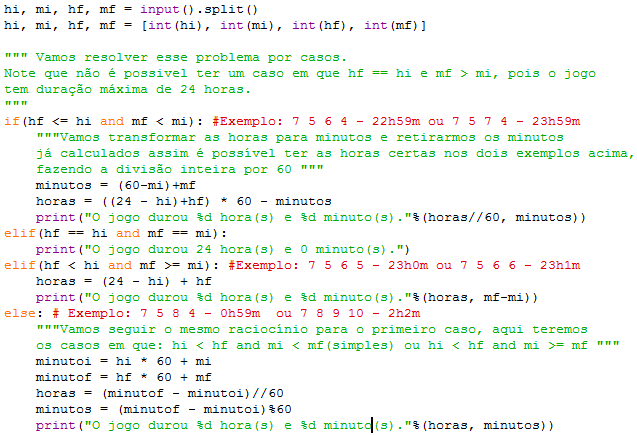 hi, mi, hf, mf = input().split()
hi, mi, hf, mf = [int(hi), int(mi), int(hf), int(mf)]
""" Vamos resolver esse problema por casos.
Note que não é possivel ter um caso em que hf == hi e mf > mi, pois o jogo
tem duração máxima de 24 horas.
"""
if(hf <= hi and mf < mi): #Exemplo: 7 5 6 4 - 22h59m ou 7 5 7 4 - 23h59m
    """Vamos transformar as horas para minutos e retirarmos os minutos
    já calculados assim é possível ter as horas certas nos dois exemplos acima,
    fazendo a divisão inteira por 60 """
    minutos = (60-mi)+mf
    horas = ((24 - hi)+hf) * 60 - minutos
    print("O jogo durou %d hora(s) e %d minuto(s)."%(horas//60, minutos))
elif(hf == hi and mf == mi):
    print("O jogo durou 24 hora(s) e 0 minuto(s).")
elif(hf < hi and mf >= mi): #Exemplo: 7 5 6 5 - 23h0m ou 7 5 6 6 - 23h1m
    horas = (24 - hi) + hf
    print("O jogo durou %d hora(s) e %d minuto(s)."%(horas, mf-mi))
else: # Exemplo: 7 5 8 4 - 0h59m  ou 7 8 9 10 - 2h2m
    """Vamos seguir o mesmo raciocínio para o primeiro caso, aqui teremos
    os casos em que: hi < hf and mi < mf(simples) ou hi < hf and mi >= mf """
    minutoi = hi * 60 + mi
    minutof = hf * 60 + mf
    horas = (minutof - minutoi)//60
    minutos = (minutof - minutoi)%60
    print("O jogo durou %d hora(s) e %d minuto(s)."%(horas, minutos))